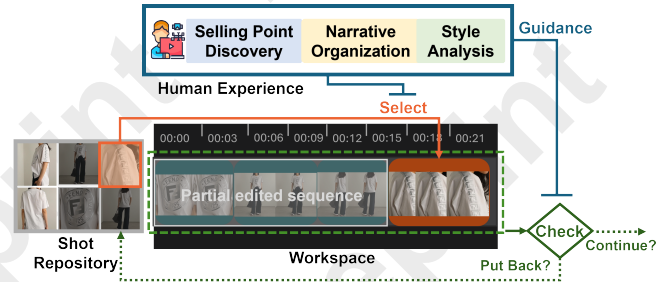 Selling Point
Discovery
Narrative
Organization
Style
Analysis
Guidance
Human Experience
Select
00:00 00:03 00:06 00:09 00:12 00:15 00:18 00:21
Partial edited sequence
Shot
Repository
Workspace
Check
Continue?
Put Back?